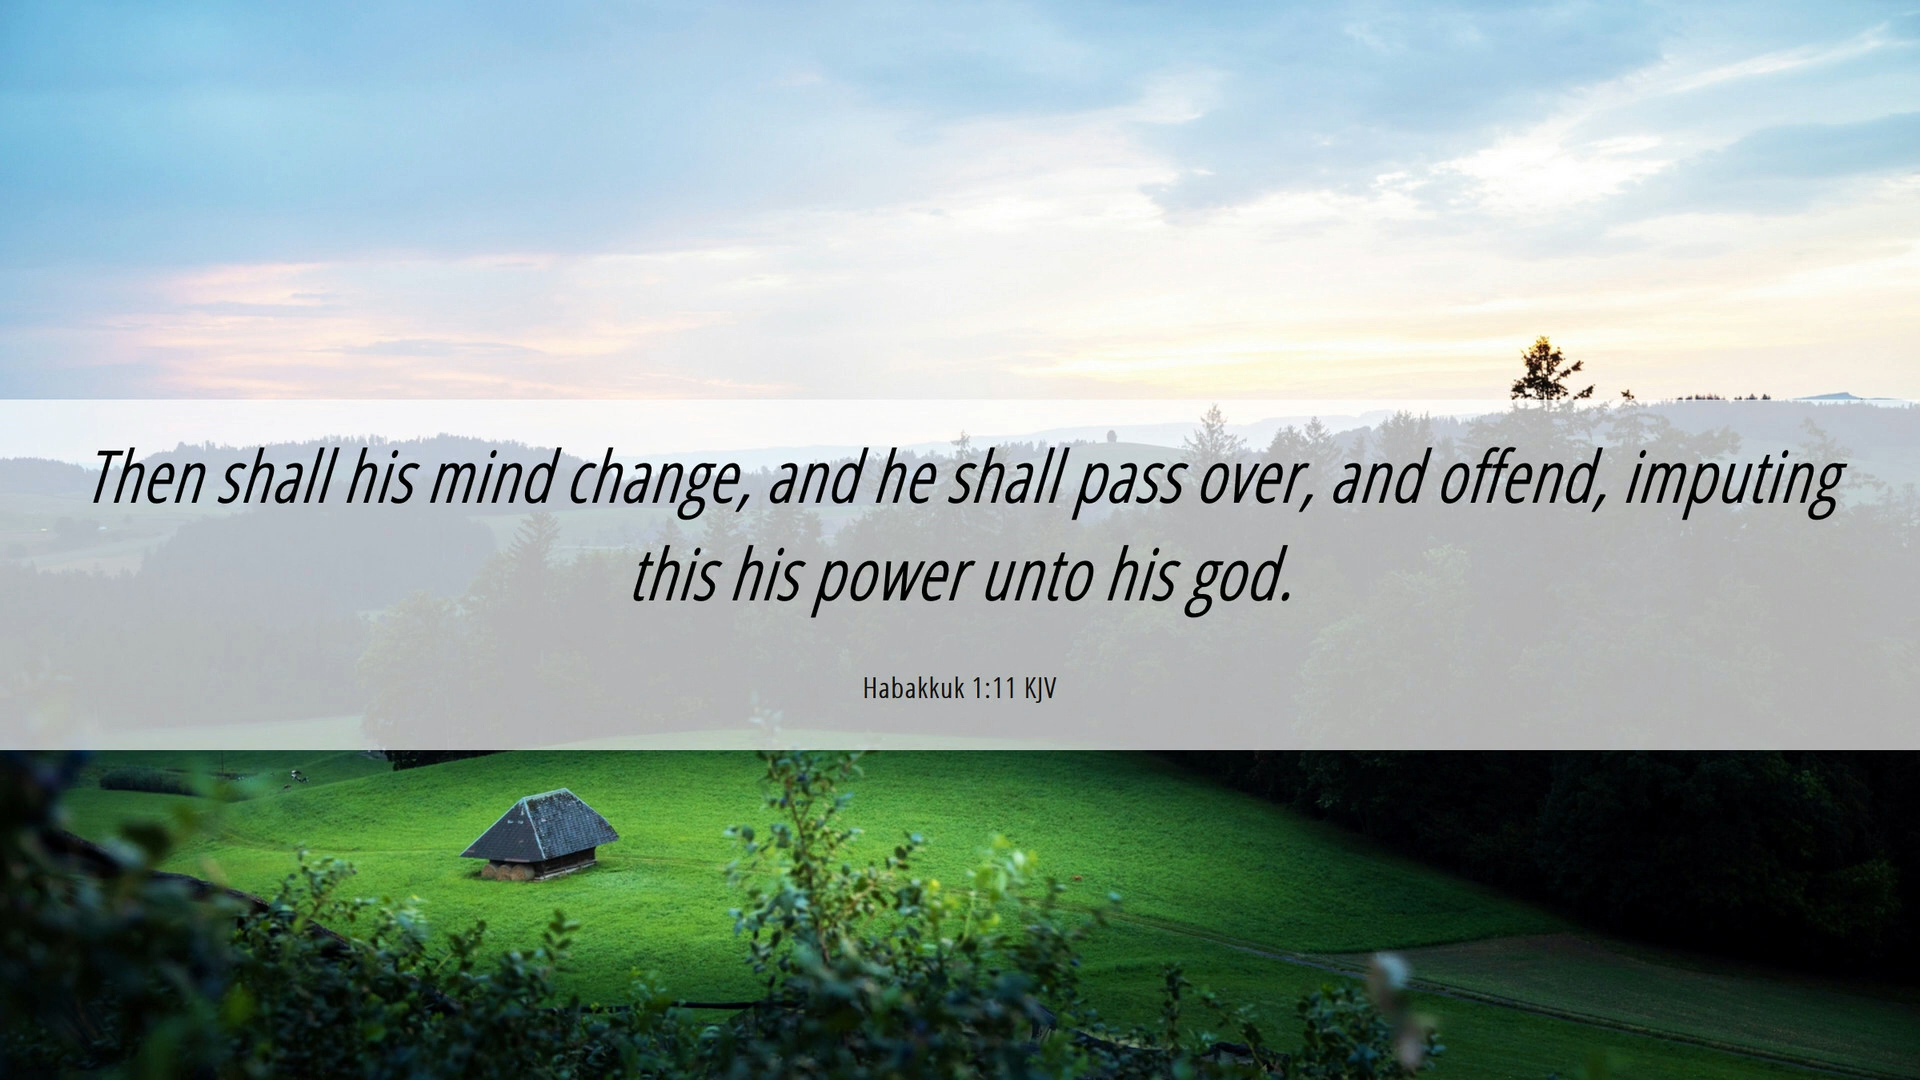 Then shall his mind change, and he shall pass over, and offend, imputing
this his power unto his god.
Habakkuk 1:11 KJV